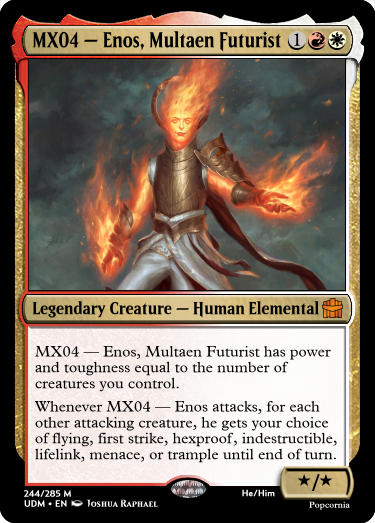 MX04 — Enos, Multaen Futurist 1
Legendary Creature — Human Elemental
MX04 — Enos, Multaen Futurist has power
and toughness equal to the number of
creatures you control.
Whenever MX04 — Enos attacks, for each
other attacking creature, he gets your choice
of flying, first strike, hexproof, indestructible,
lifelink, menace, or trample until end of turn.
*/*
244/285 M He/Him
UDM • EN Joshua Raphael Popcornia